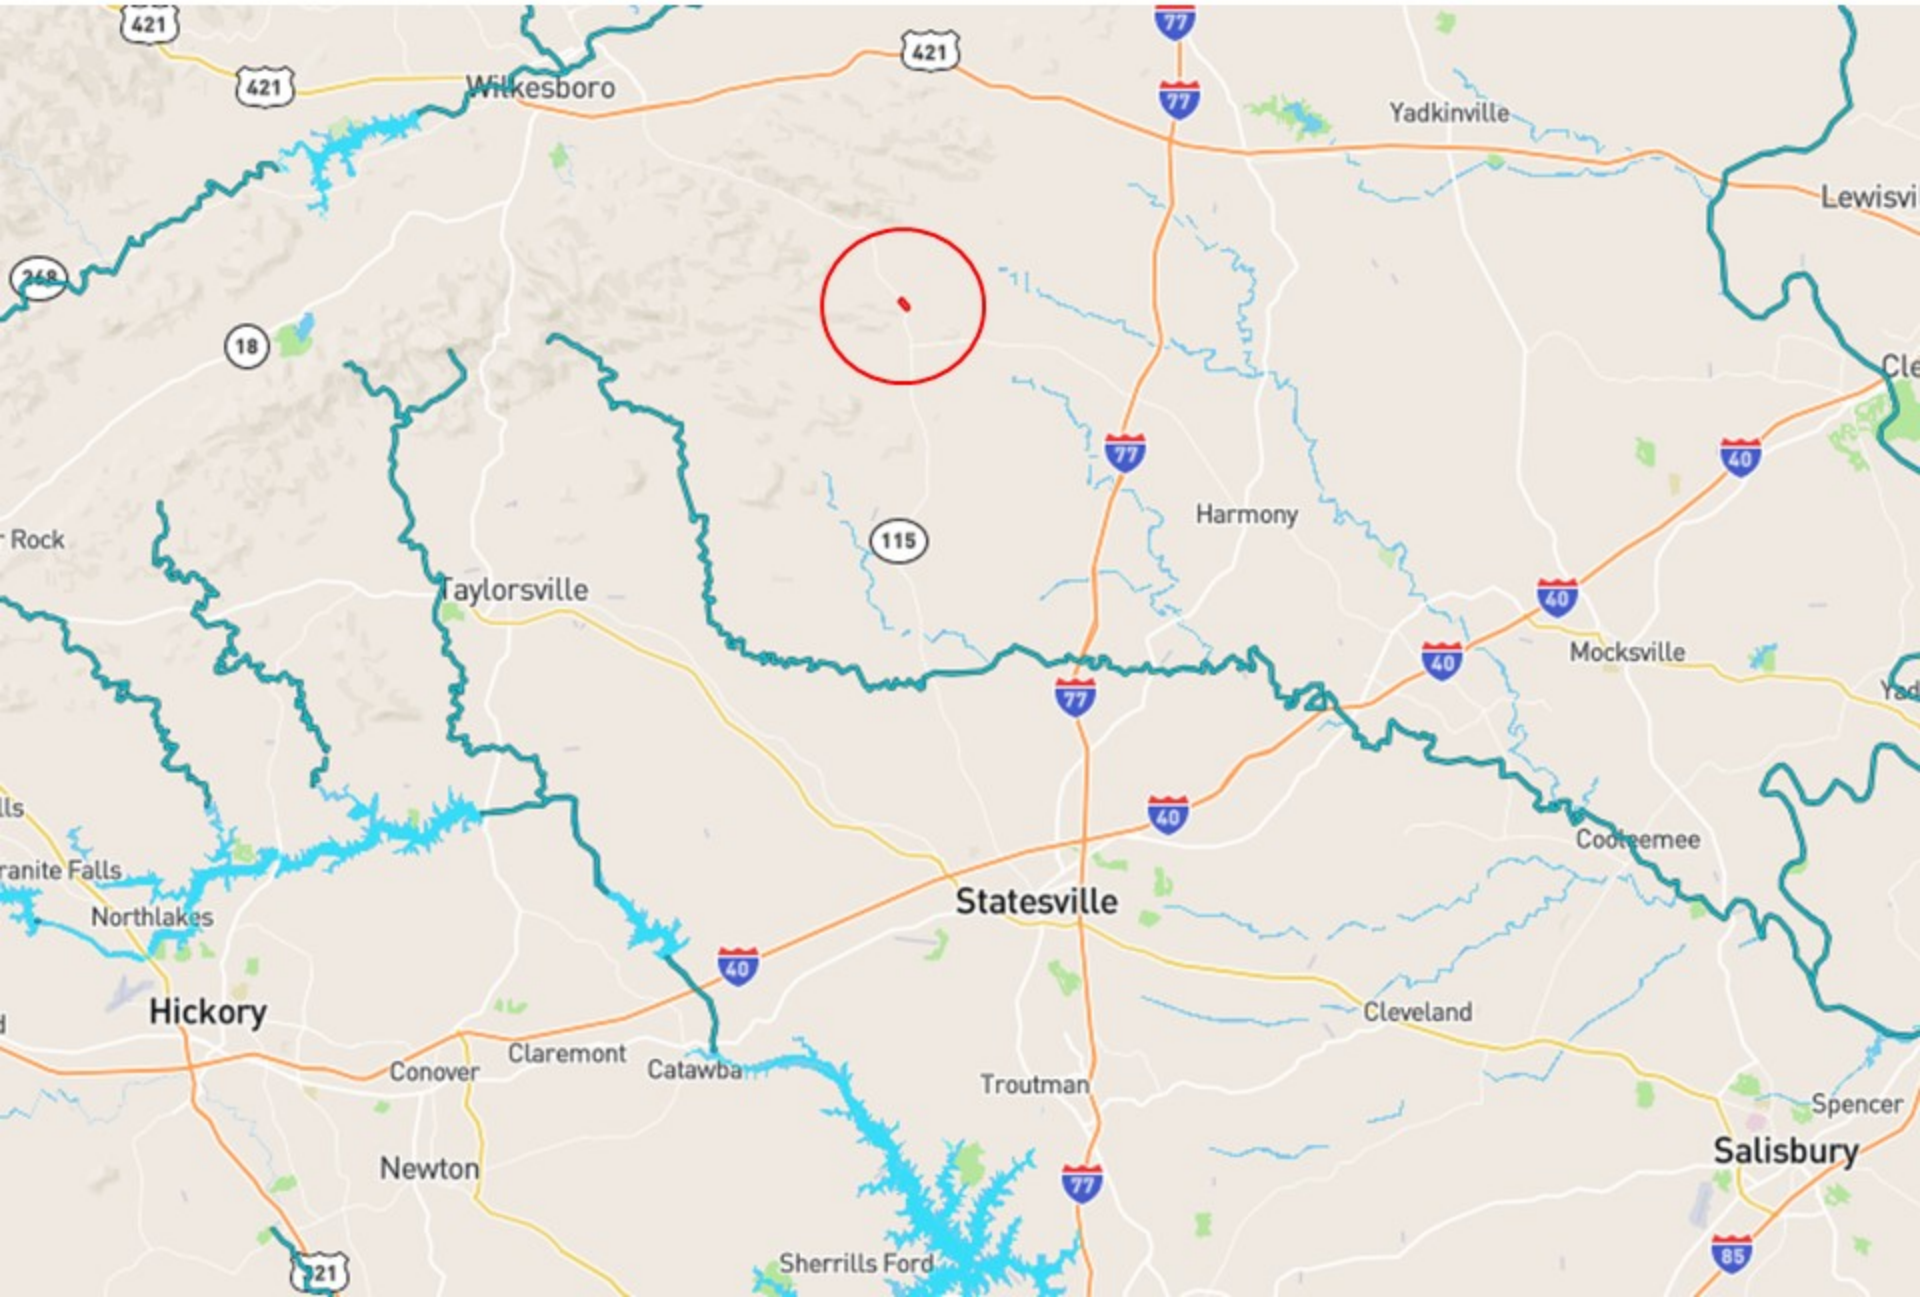 421
77
421
421
Wilkesboro
77
Yadkinville
Lewisvi
268
18
Cle
77
40
Harmony
115
r Rock
Taylorsville
40
40
Mocksville
77
Yad
40
lls
Cooleemee
ranite Falls
Statesville
Northlakes
40
Hickory
Cleveland
d
Claremont
Conover
Catawba
Troutman
Spencer
Salisbury
Newton
77
85
Sherrills Ford
321